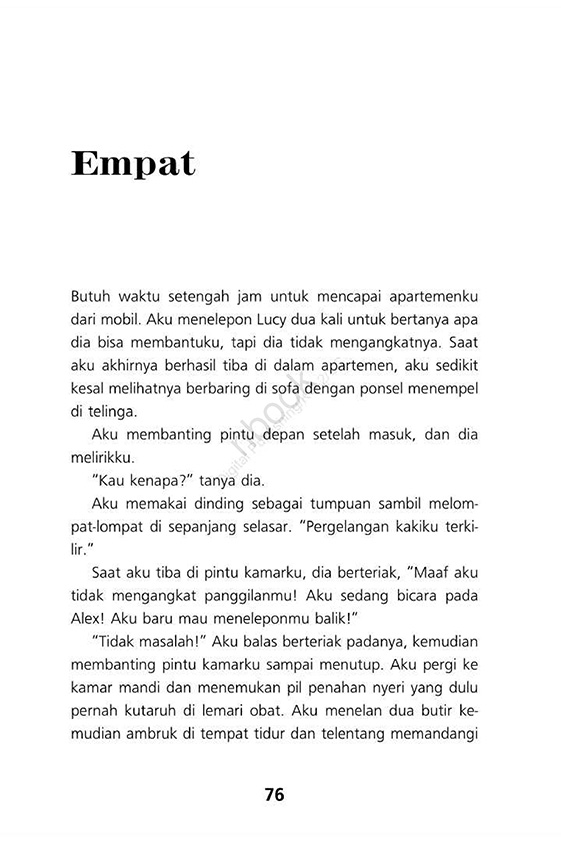 Empat
Butuh waktu setengah jam untuk mencapai apartemenku
dari mobil. Aku menelepon Lucy dua kali untuk bertanya apa
dia bisa membantuku, tapi dia tidak mengangkatnya. Saat
aku akhirnya berhasil tiba di dalam apartemen, aku sedikit
kesal melihatnya berbaring di sofa dengan ponsel menempel
di telinga.
Aku membanting pintu depan setelah masuk, dan dia
melirikku.
“Kau kenapa?” tanya dia.
Aku memakai dinding sebagai tumpuan sambil melom-
pat-lompat di sepanjang selasar. “Pergelangan kakiku terki-
lir.”
Saat aku tiba di pintu kamarku, dia berteriak, “Maaf aku
tidak mengangkat panggilanmu! Aku sedang bicara pada
Alex! Aku baru mau meneleponmu balik!”
“Tidak masalah!” Aku balas berteriak padanya, kemudian
membanting pintu kamarku sampai menutup. Aku pergi ke
kamar mandi dan menemukan pil penahan nyeri yang dulu
pernah kutaruh di lemari obat. Aku menelan dua butir ke-
mudian ambruk di tempat tidur dan telentang memandangi
76